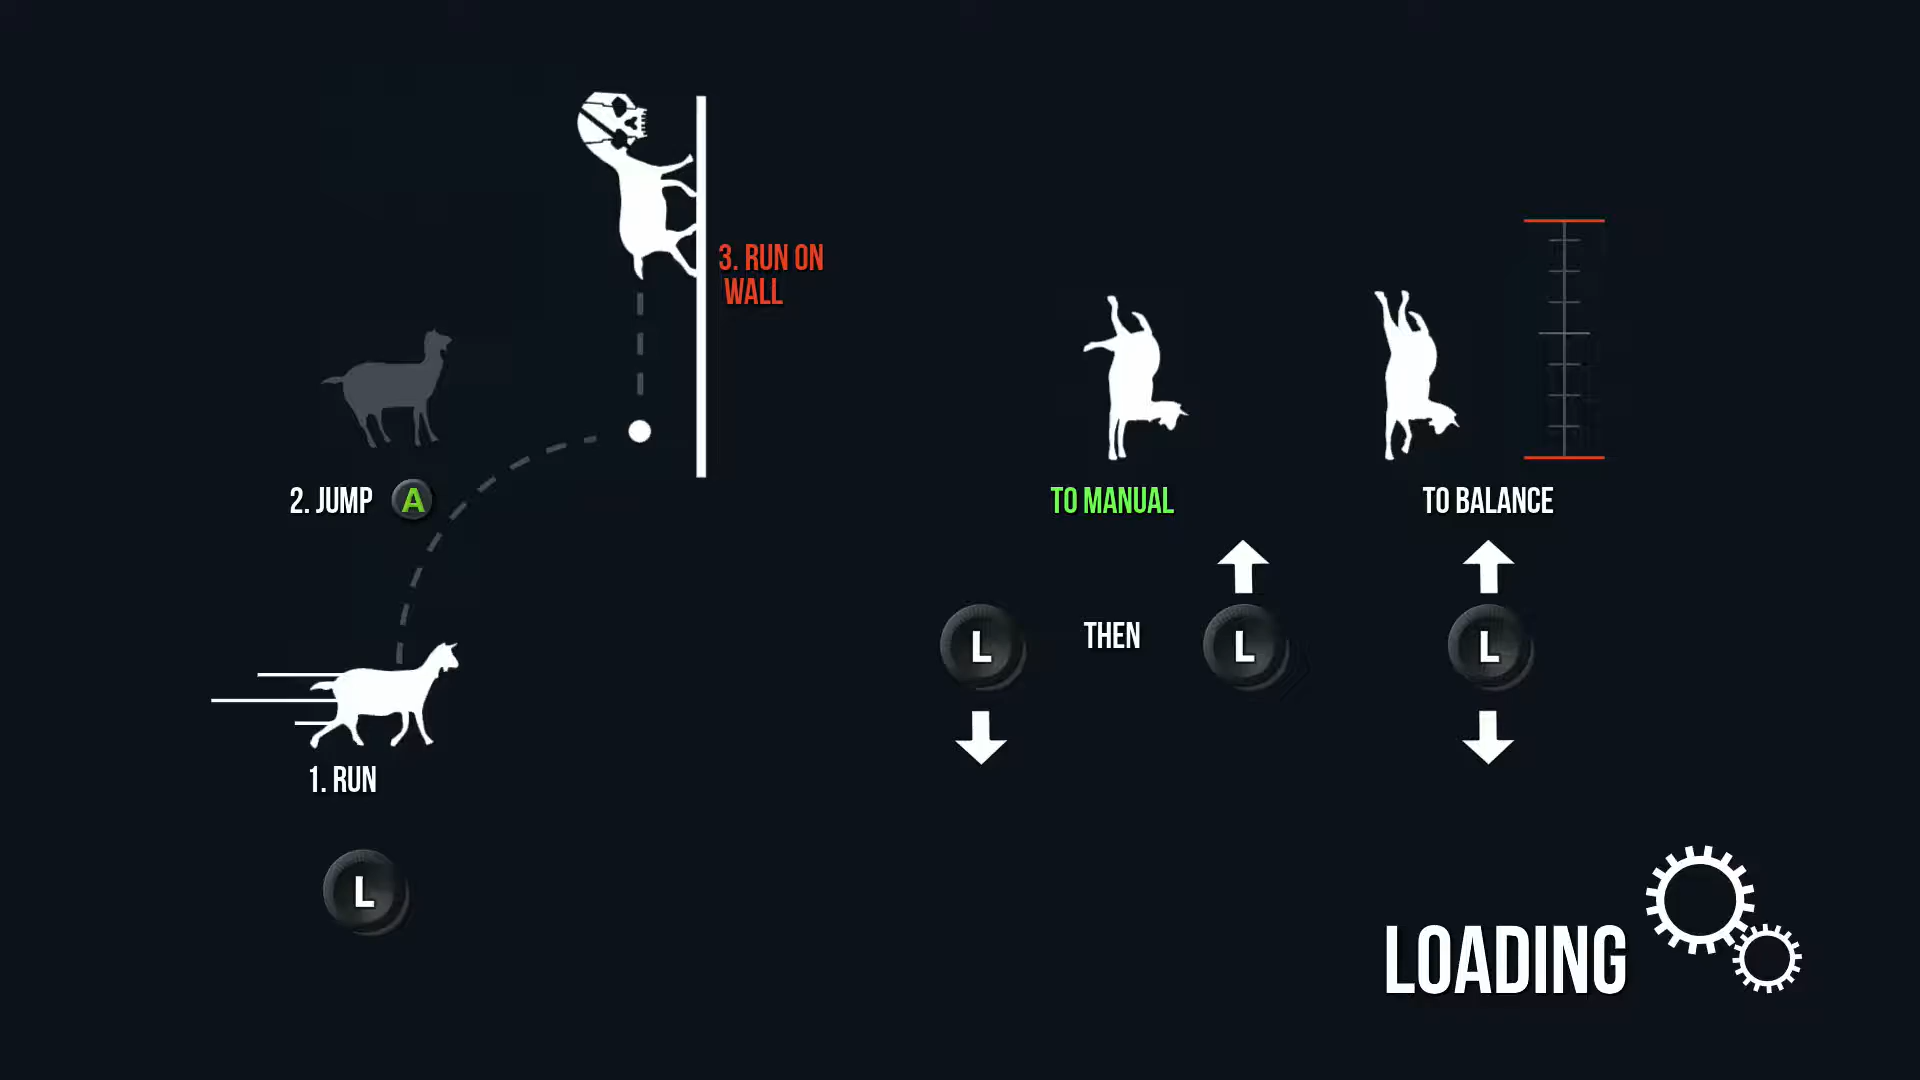 3. RUN ON
WALL
2. JUMP A
1. RUN
L
TO MANUAL
L
THEN
L
TO BALANCE
L
LOADING